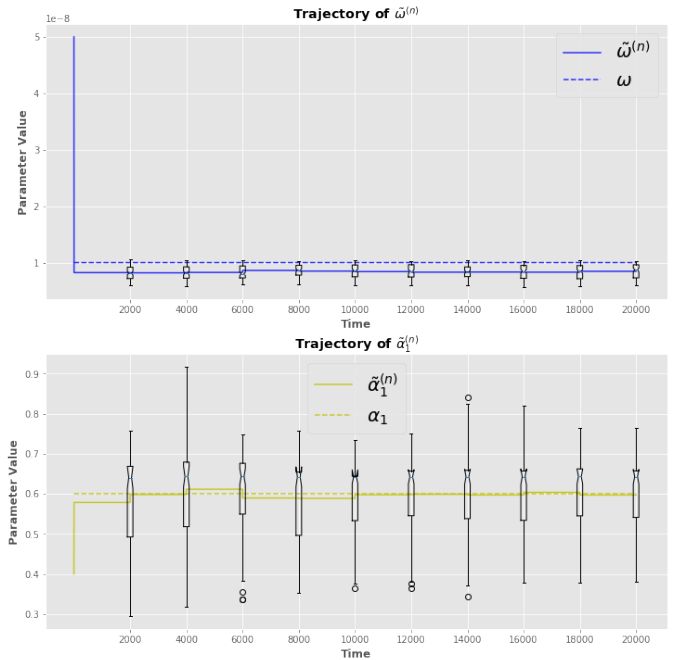 Trajectory of ω̃⁽ⁿ⁾
1e−8
5
4
3
2
1
Parameter Value
ω̃⁽ⁿ⁾
ω
2000 4000 6000 8000 10000 12000 14000 16000 18000 20000
Time
Trajectory of α̃₁⁽ⁿ⁾
0.9
0.8
0.7
0.6
0.5
0.4
0.3
Parameter Value
α̃₁⁽ⁿ⁾
α₁
2000 4000 6000 8000 10000 12000 14000 16000 18000 20000
Time